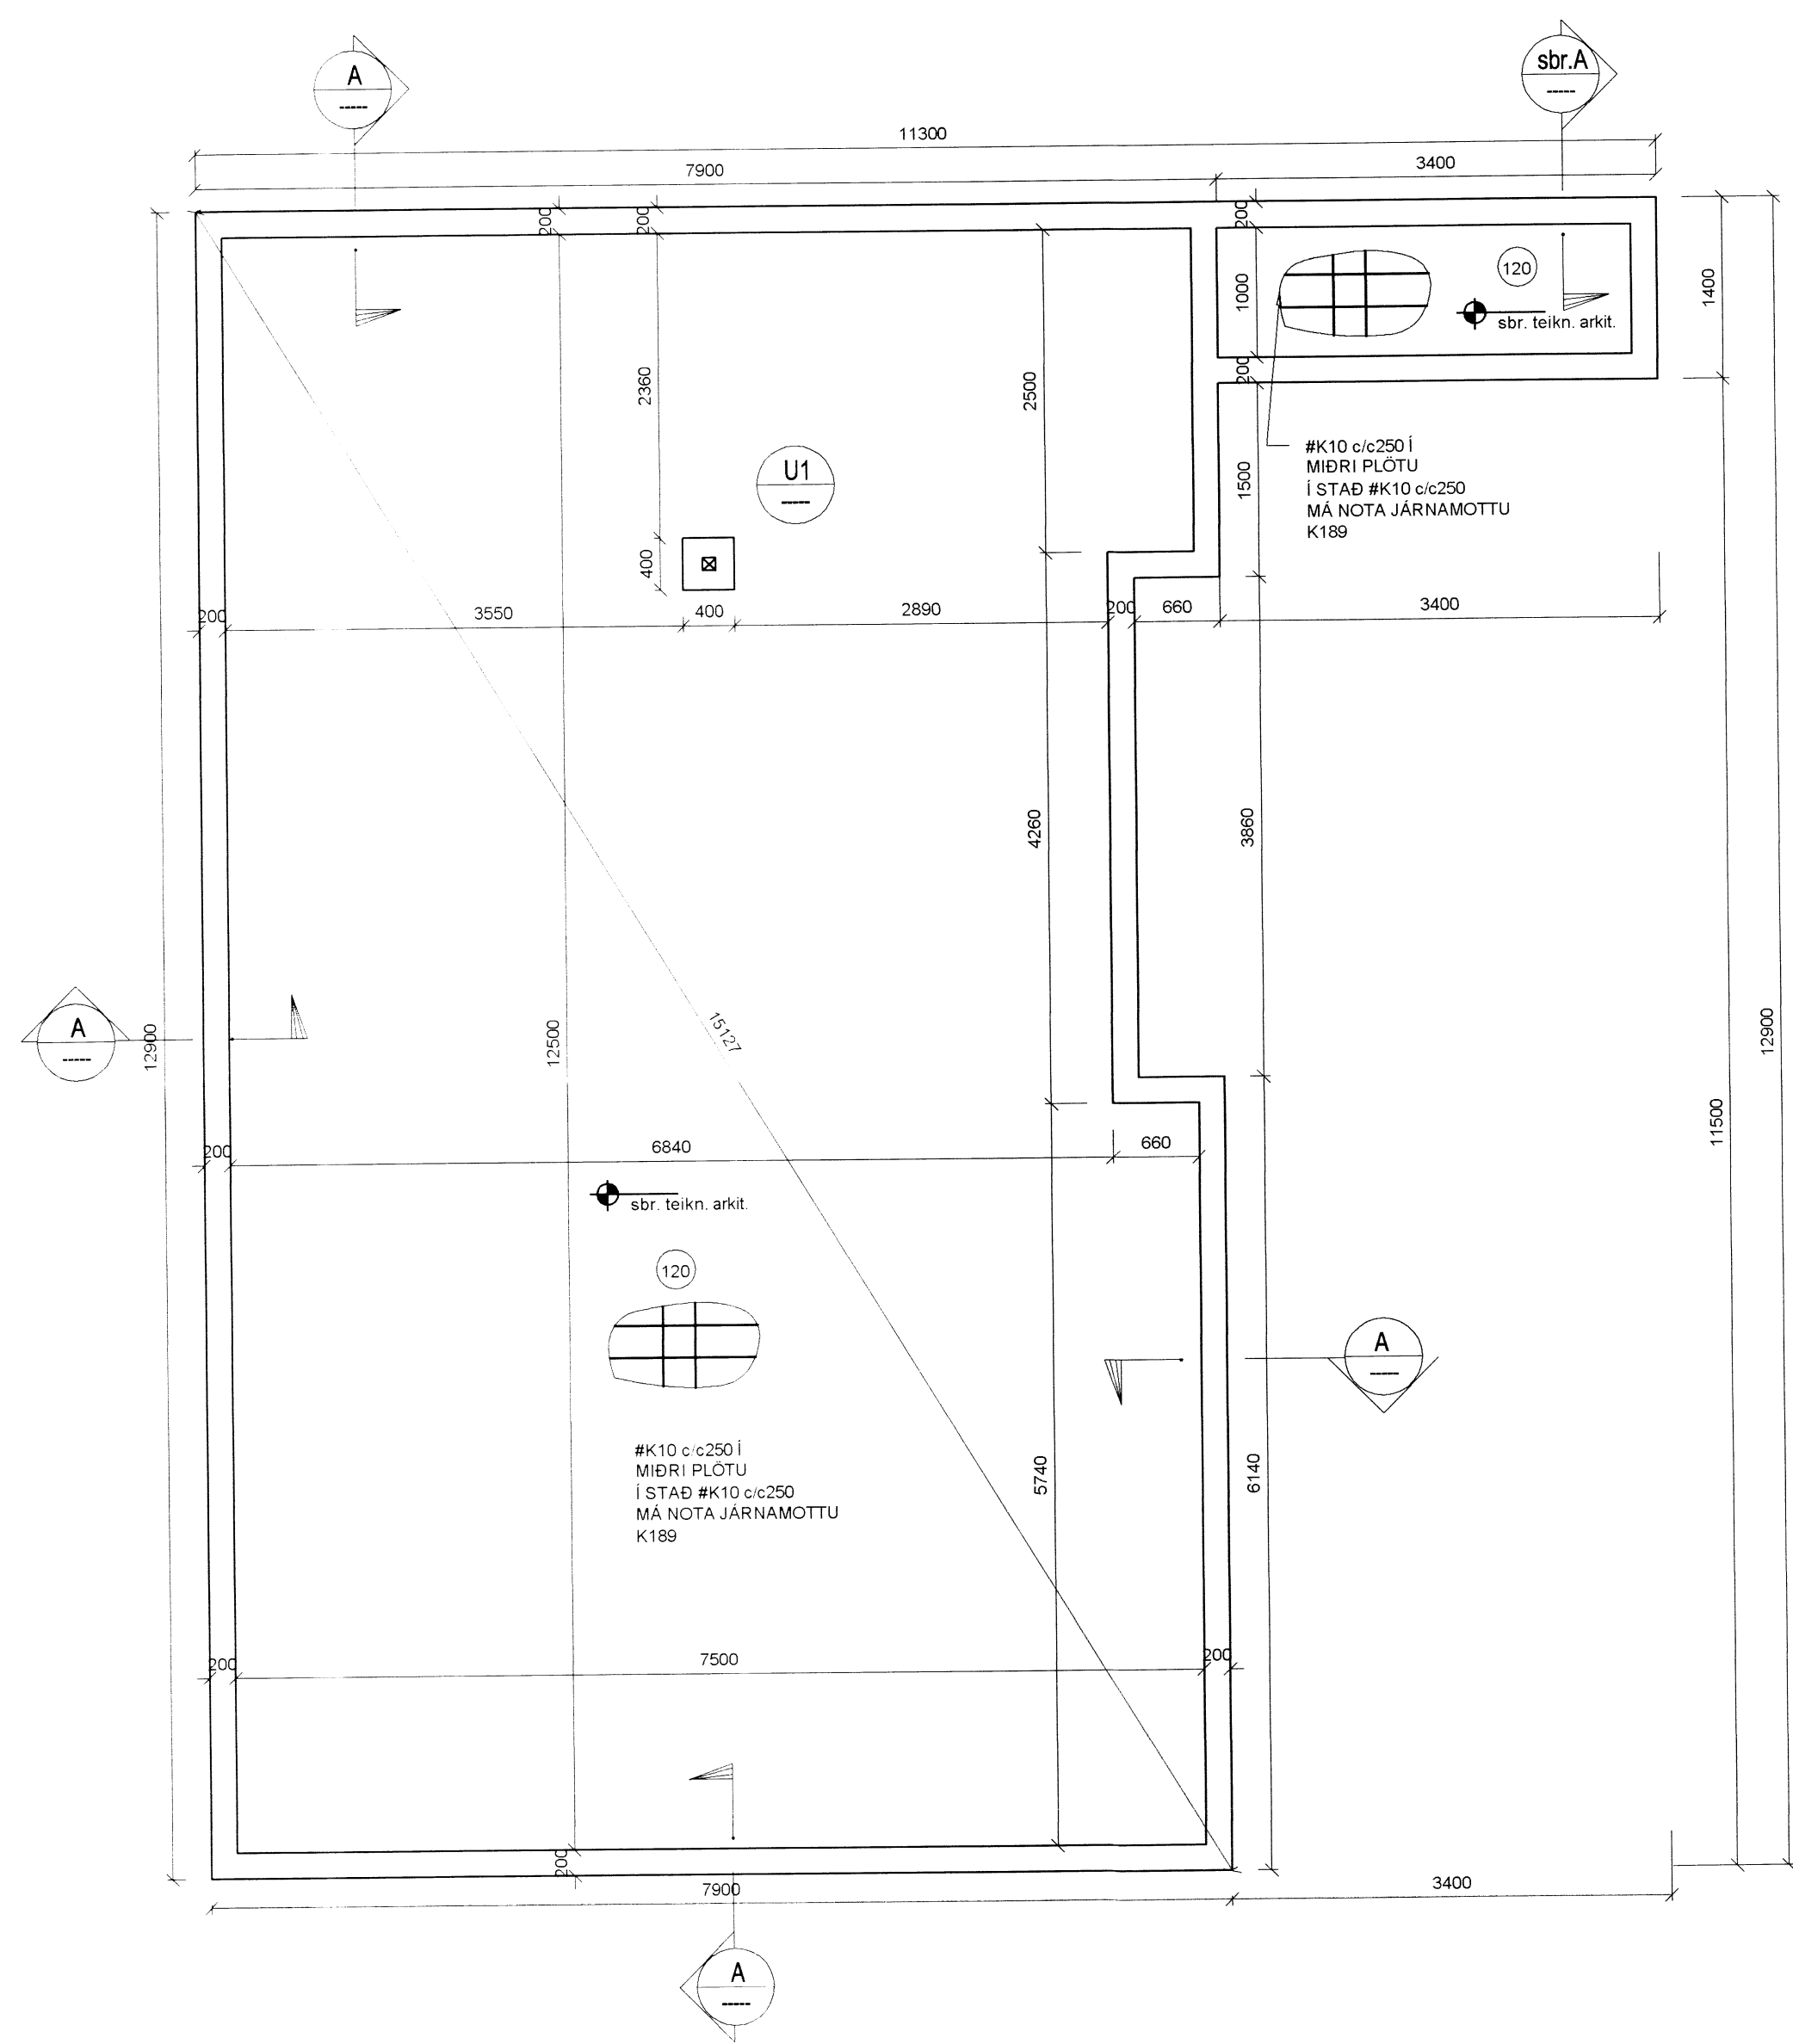 A
-----
sbr.A
-----
11300
7900
3400
200
200
200
120
1000
1400
sbr. teikn. arkit.
2360
2500
200
#K10 c/c250 Í
MIÐRI PLÖTU
Í STAÐ #K10 c/c250
MÁ NOTA JÁRNAMOTTU
K189
U1
-----
1500
400
200
3550
400
2890
200
660
3400
4260
3860
A
-----
12900
12500
15127
12900
11500
200
6840
660
sbr. teikn. arkit.
120
A
-----
#K10 c/c250 Í
MIÐRI PLÖTU
Í STAÐ #K10 c/c250
MÁ NOTA JÁRNAMOTTU
K189
5740
6140
200
7500
200
200
7900
3400
A
-----